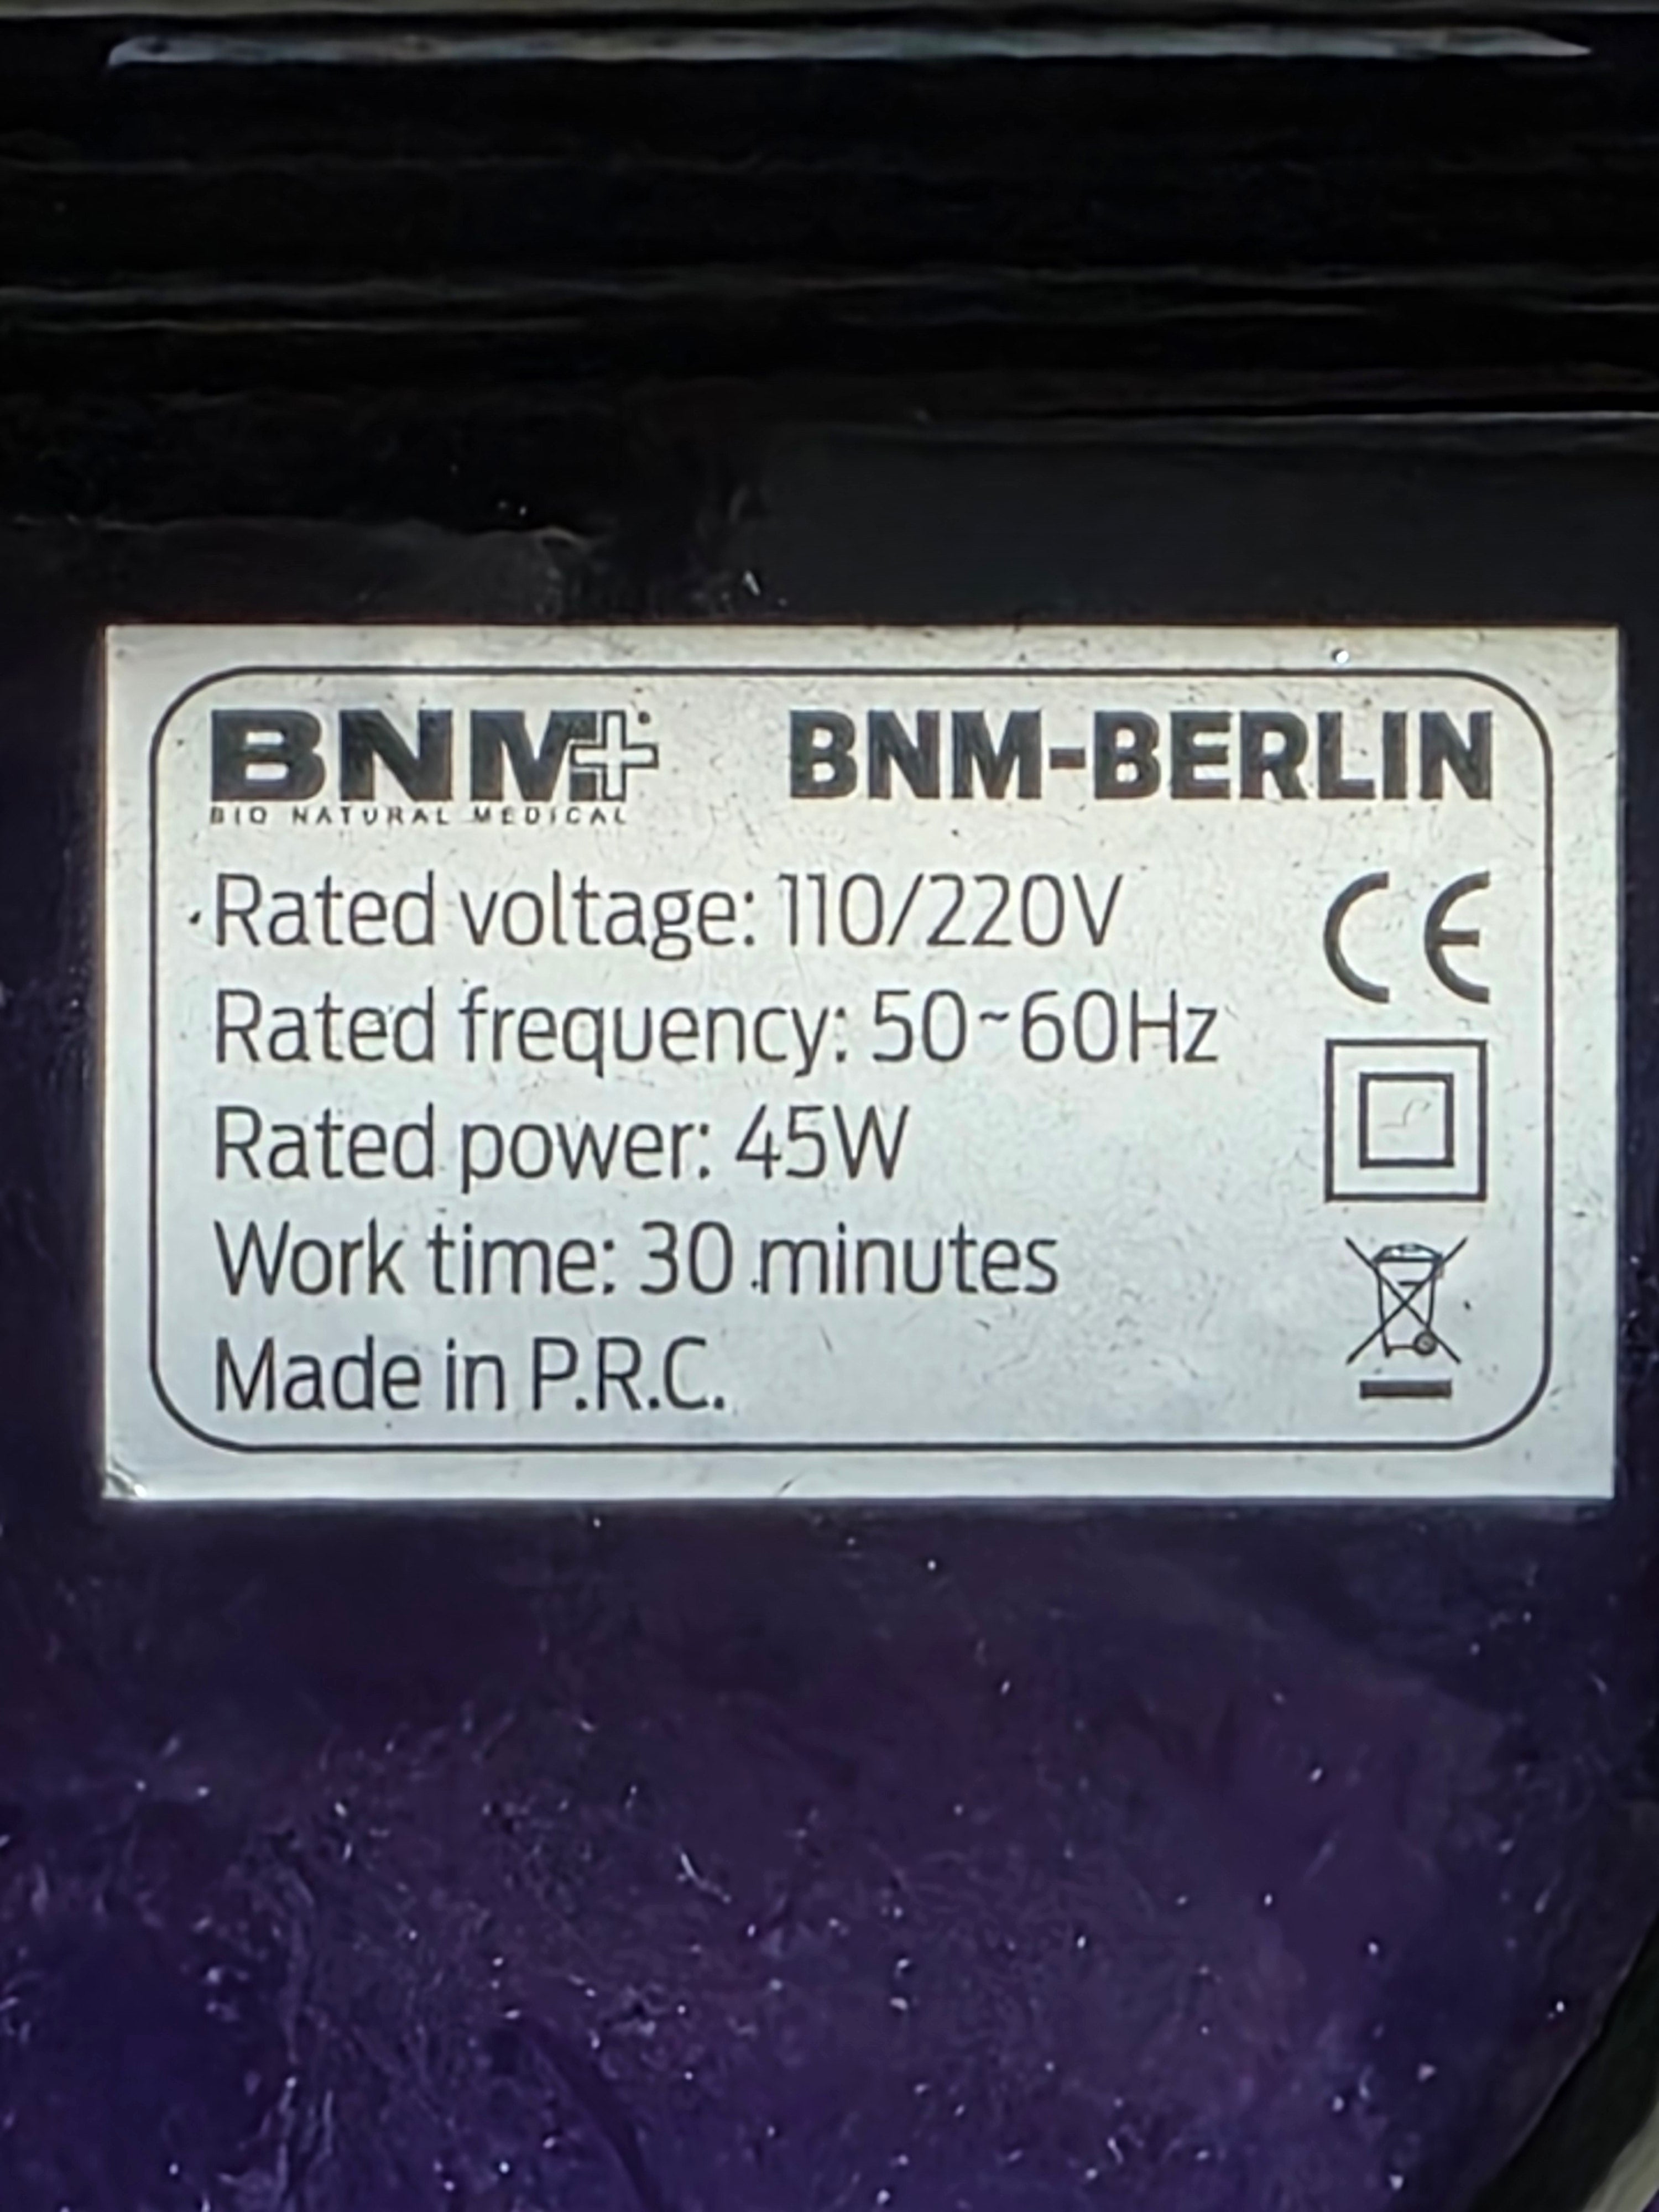 BNM+ BNM-BERLIN
BIO NATURAL MEDICAL
Rated voltage: 110/220V
Rated frequency: 50~60Hz
Rated power: 45W
Work time: 30 minutes
Made in P.R.C.
CE